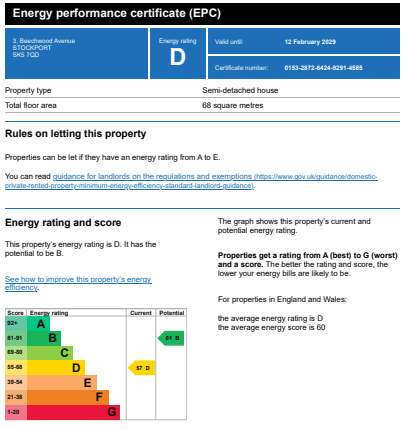 Energy performance certificate (EPC)
3, Beechwood Avenue
STOCKPORT
SK5 7QD
Energy rating
D
Valid until:
12 February 2029
Certificate number:
0153-2872-6424-9291-4585
Property type
Semi-detached house
Total floor area
68 square metres
Rules on letting this property
Properties can be let if they have an energy rating from A to E.
You can read guidance for landlords on the regulations and exemptions (https://www.gov.uk/guidance/domestic-
private-rented-property-minimum-energy-efficiency-standard-landlord-guidance).
Energy rating and score
This property's energy rating is D. It has the
potential to be B.
See how to improve this property's energy
efficiency.
Score Energy rating Current Potential
92+ A
81-91 B 81 B
69-80 C
55-68 D 57 D
39-54 E
21-38 F
1-20 G
The graph shows this property's current and
potential energy rating.
Properties get a rating from A (best) to G (worst)
and a score. The better the rating and score, the
lower your energy bills are likely to be.
For properties in England and Wales:
the average energy rating is D
the average energy score is 60